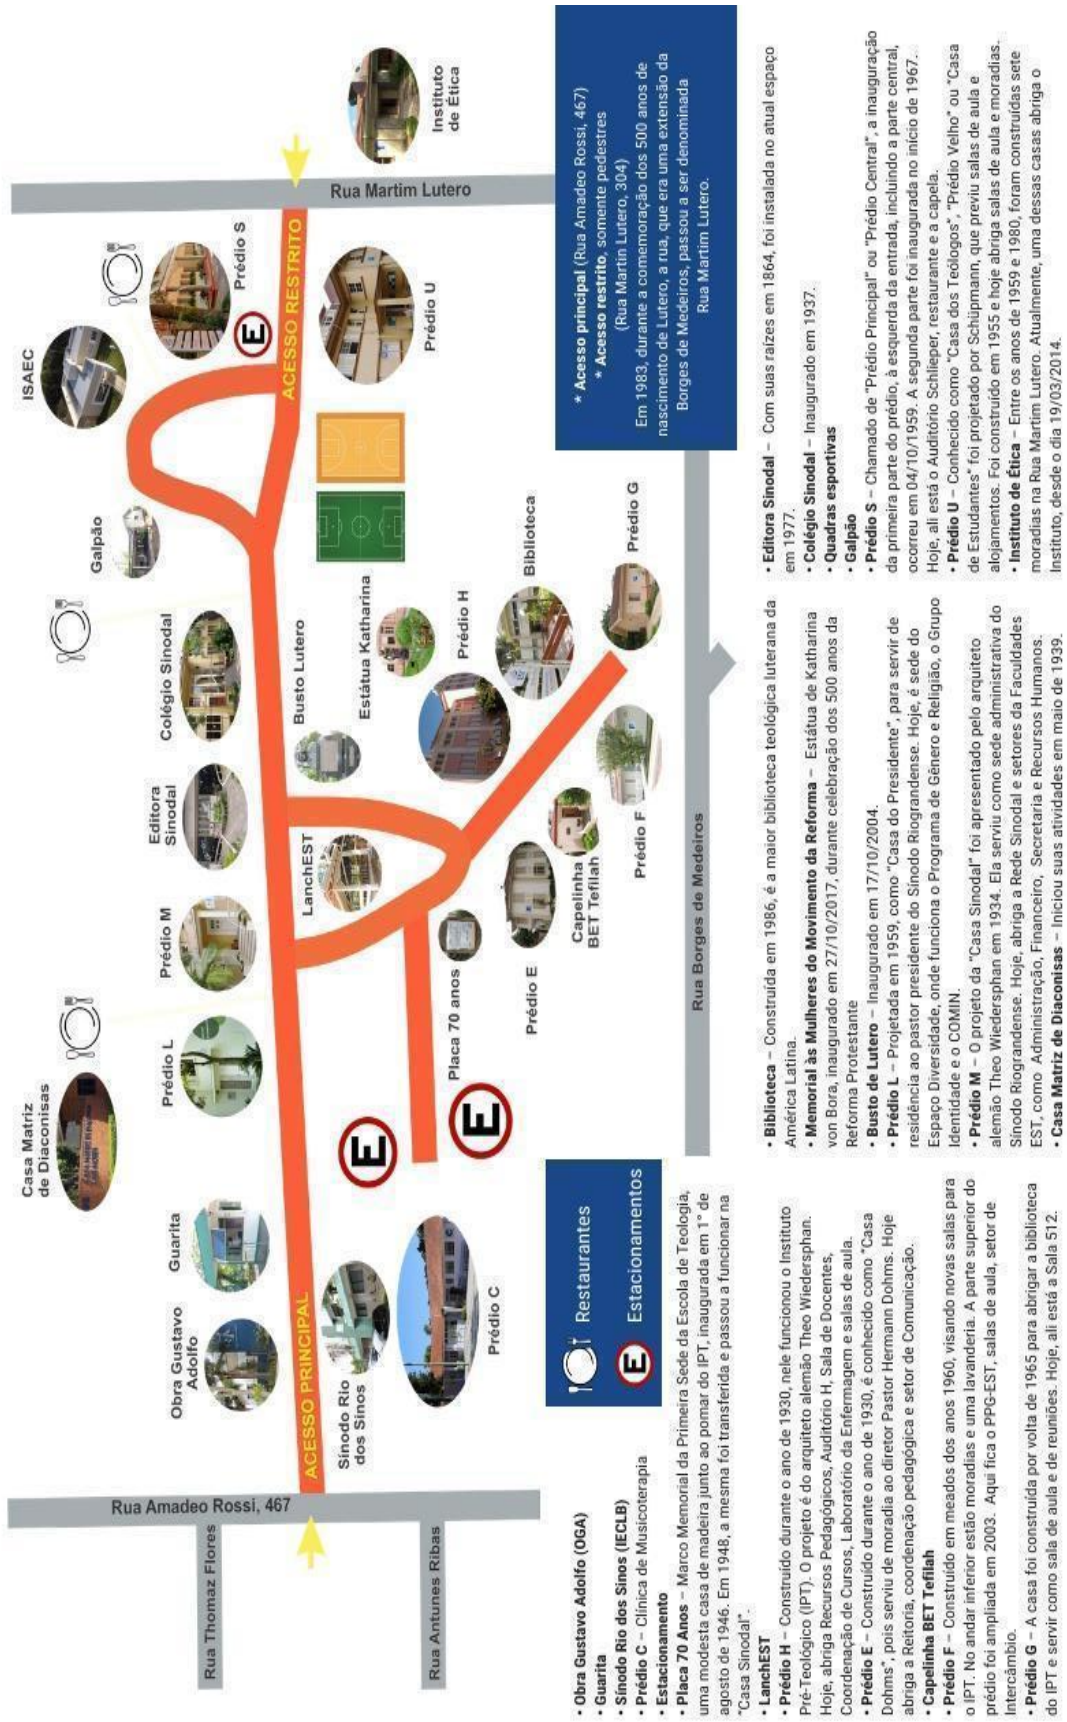 Rua Thomaz Flores
Rua Antunes Ribas
Rua Amadeo Rossi, 467
ACESSO PRINCIPAL
Obra Gustavo
Adolfo
Guarita
Casa Matriz
de Diaconisas
Sínodo Rio
dos Sinos
Prédio C
E
E
Prédio L
Prédio M
Editora
Sinodal
Colégio Sinodal
Galpão
ISAEC
Prédio S
E
ACESSO RESTRITO
Rua Martim Lutero
Instituto
de Ética
Prédio U
LanchEST
Busto Lutero
Estátua Katharina
Placa 70 anos
Prédio E
Capelinha
BET Tefilah
Prédio H
Biblioteca
Prédio F
Prédio G
Rua Borges de Medeiros
Restaurantes
E Estacionamentos
* Acesso principal (Rua Amadeo Rossi, 467)
* Acesso restrito, somente pedestres
(Rua Martin Lutero, 304)
Em 1983, durante a comemoração dos 500 anos de
nascimento de Lutero, a rua, que era uma extensão da
Borges de Medeiros, passou a ser denominada
Rua Martim Lutero.
• Obra Gustavo Adolfo (OGA)
• Guarita
• Sínodo Rio dos Sinos (IECLB)
• Prédio C – Clínica de Musicoterapia
• Estacionamento
• Placa 70 Anos – Marco Memorial da Primeira Sede da Escola de Teologia,
uma modesta casa de madeira junto ao pomar do IPT, inaugurada em 1° de
agosto de 1946. Em 1948, a mesma foi transferida e passou a funcionar na
"Casa Sinodal".
• LanchEST
• Prédio H – Construído durante o ano de 1930, nele funcionou o Instituto
Pré-Teológico (IPT). O projeto é do arquiteto alemão Theo Wiedersphan.
Hoje, abriga Recursos Pedagógicos, Auditório H, Sala de Docentes,
Coordenação de Cursos, Laboratório da Enfermagem e salas de aula.
• Prédio E – Construído durante o ano de 1930, é conhecido como "Casa
Dohms", pois serviu de moradia ao diretor Pastor Hermann Dohms. Hoje
abriga a Reitoria, coordenação pedagógica e setor de Comunicação.
• Capelinha BET Tefilah
• Prédio F – Construído em meados dos anos 1960, visando novas salas para
o IPT. No andar inferior estão moradias e uma lavanderia. A parte superior do
prédio foi ampliada em 2003. Aqui fica o PPG-EST, salas de aula, setor de
Intercâmbio.
• Prédio G – A casa foi construída por volta de 1965 para abrigar a biblioteca
do IPT e servir como sala de aula e de reuniões. Hoje, ali está a Sala 512.
• Biblioteca – Construída em 1986, é a maior biblioteca teológica luterana da
América Latina.
• Memorial às Mulheres do Movimento da Reforma – Estátua de Katharina
von Bora, inaugurado em 27/10/2017, durante celebração dos 500 anos da
Reforma Protestante
• Busto de Lutero – Inaugurado em 17/10/2004.
• Prédio L – Projetada em 1959, como "Casa do Presidente", para servir de
residência ao pastor presidente do Sínodo Riograndense. Hoje, é sede do
Espaço Diversidade, onde funciona o Programa de Gênero e Religião, o Grupo
Identidade e o COMIN.
• Prédio M – O projeto da "Casa Sinodal" foi apresentado pelo arquiteto
alemão Theo Wiedersphan em 1934. Ela serviu como sede administrativa do
Sínodo Riograndense. Hoje, abriga a Rede Sinodal e setores da Faculdades
EST, como Administração, Financeiro, Secretaria e Recursos Humanos.
• Casa Matriz de Diaconisas – Iniciou suas atividades em maio de 1939.
• Editora Sinodal – Com suas raízes em 1864, foi instalada no atual espaço
em 1977.
• Colégio Sinodal – Inaugurado em 1937.
• Quadras esportivas
• Galpão
• Prédio S – Chamado de "Prédio Principal" ou "Prédio Central", a inauguração
da primeira parte do prédio, à esquerda da entrada, incluindo a parte central,
ocorreu em 04/10/1959. A segunda parte foi inaugurada no início de 1967.
Hoje, ali está o Auditório Schlieper, restaurante e a capela.
• Prédio U – Conhecido como "Casa dos Teólogos", "Prédio Velho" ou "Casa
de Estudantes" foi projetado por Schüpmann, que previu salas de aula e
alojamentos. Foi construído em 1955 e hoje abriga salas de aula e moradias.
• Instituto de Ética – Entre os anos de 1959 e 1980, foram construídas sete
moradias na Rua Martim Lutero. Atualmente, uma dessas casas abriga o
Instituto, desde o dia 19/03/2014.